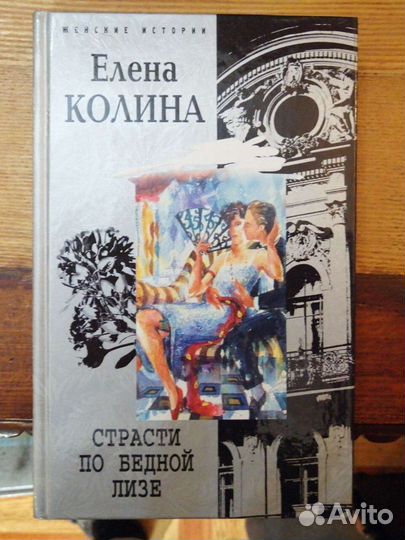 ЖЕНСКИЕ ИСТОРИИ
Елена
КОЛИНА
СТРАСТИ
ПО БЕДНОЙ
ЛИЗЕ
Avito